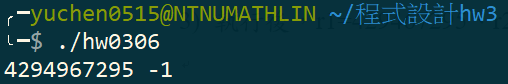 ╭─yuchen0515@NTNUMATHLIN ~/程式設計hw3
╰─$ ./hw0306
4294967295 -1